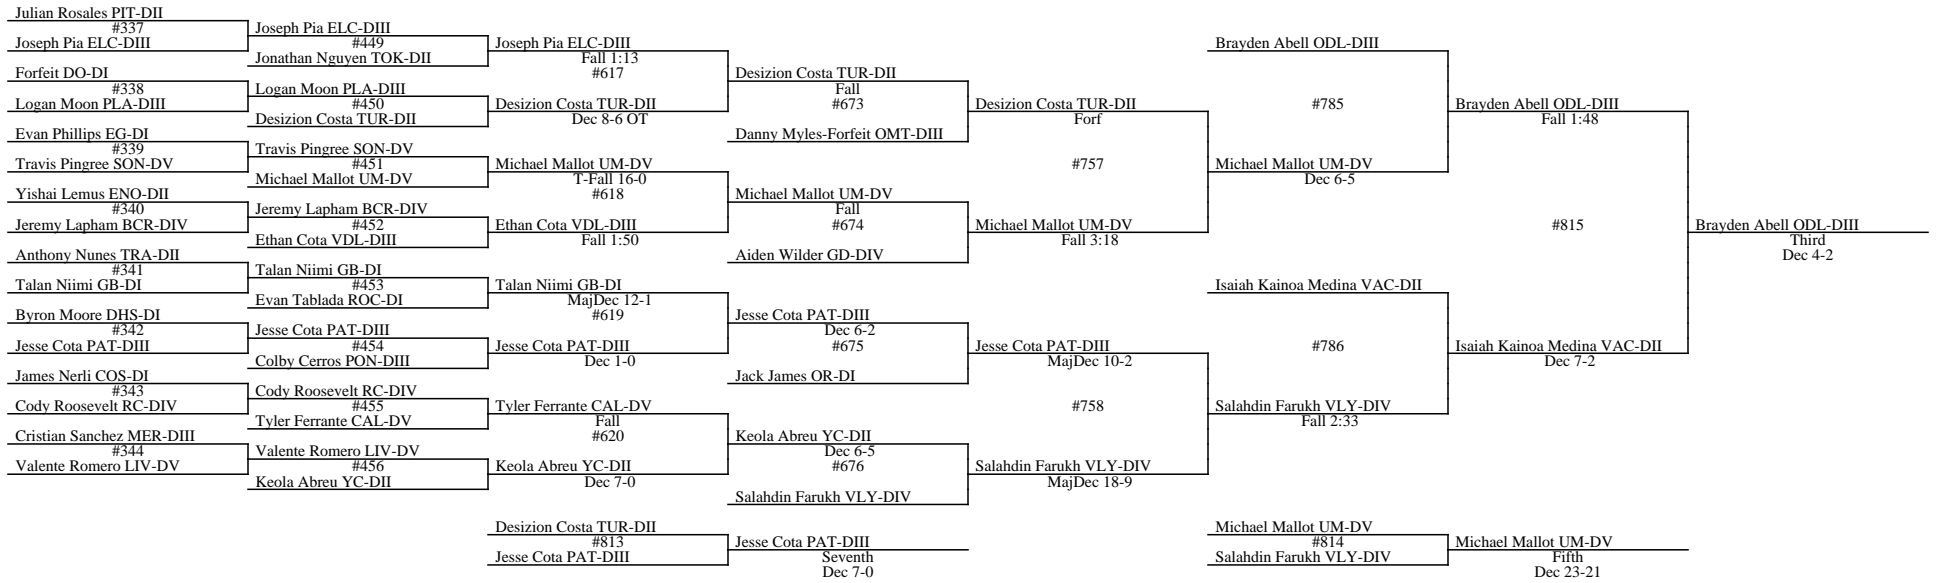 Julian Rosales PIT-DII
#337
Joseph Pia ELC-DIII
Forfeit DO-DI
#338
Logan Moon PLA-DIII
Evan Phillips EG-DI
#339
Travis Pingree SON-DV
Yishai Lemus ENO-DII
#340
Jeremy Lapham BCR-DIV
Anthony Nunes TRA-DII
#341
Talan Niimi GB-DI
Byron Moore DHS-DI
#342
Jesse Cota PAT-DIII
James Nerli COS-DI
#343
Cody Roosevelt RC-DIV
Cristian Sanchez MER-DIII
#344
Valente Romero LIV-DV
Joseph Pia ELC-DIII
#449
Jonathan Nguyen TOK-DII
Logan Moon PLA-DIII
#450
Desizion Costa TUR-DII
Travis Pingree SON-DV
#451
Michael Mallot UM-DV
Jeremy Lapham BCR-DIV
#452
Ethan Cota VDL-DIII
Talan Niimi GB-DI
#453
Evan Tablada ROC-DI
Jesse Cota PAT-DIII
#454
Colby Cerros PON-DIII
Cody Roosevelt RC-DIV
#455
Tyler Ferrante CAL-DV
Valente Romero LIV-DV
#456
Keola Abreu YC-DII
Joseph Pia ELC-DIII
Fall 1:13
#617
Desizion Costa TUR-DII
Dec 8-6 OT
Michael Mallot UM-DV
T-Fall 16-0
#618
Ethan Cota VDL-DIII
Fall 1:50
Talan Niimi GB-DI
MajDec 12-1
#619
Jesse Cota PAT-DIII
Dec 1-0
Tyler Ferrante CAL-DV
Fall
#620
Keola Abreu YC-DII
Dec 7-0
Desizion Costa TUR-DII
Fall
#673
Danny Myles-Forfeit OMT-DIII
Michael Mallot UM-DV
Fall
#674
Aiden Wilder GD-DIV
Jesse Cota PAT-DIII
Dec 6-2
#675
Jack James OR-DI
Keola Abreu YC-DII
Dec 6-5
#676
Salahdin Farukh VLY-DIV
Desizion Costa TUR-DII
Forf
#757
Michael Mallot UM-DV
Fall 3:18
Jesse Cota PAT-DIII
MajDec 10-2
#758
Salahdin Farukh VLY-DIV
MajDec 18-9
Brayden Abell ODL-DIII
#785
Michael Mallot UM-DV
Dec 6-5
Isaiah Kainoa Medina VAC-DII
#786
Salahdin Farukh VLY-DIV
Fall 2:33
Brayden Abell ODL-DIII
Fall 1:48
#815
Isaiah Kainoa Medina VAC-DII
Dec 7-2
Brayden Abell ODL-DIII
Third
Dec 4-2
Desizion Costa TUR-DII
#813
Jesse Cota PAT-DIII
Jesse Cota PAT-DIII
Seventh
Dec 7-0
Michael Mallot UM-DV
#814
Salahdin Farukh VLY-DIV
Michael Mallot UM-DV
Fifth
Dec 23-21